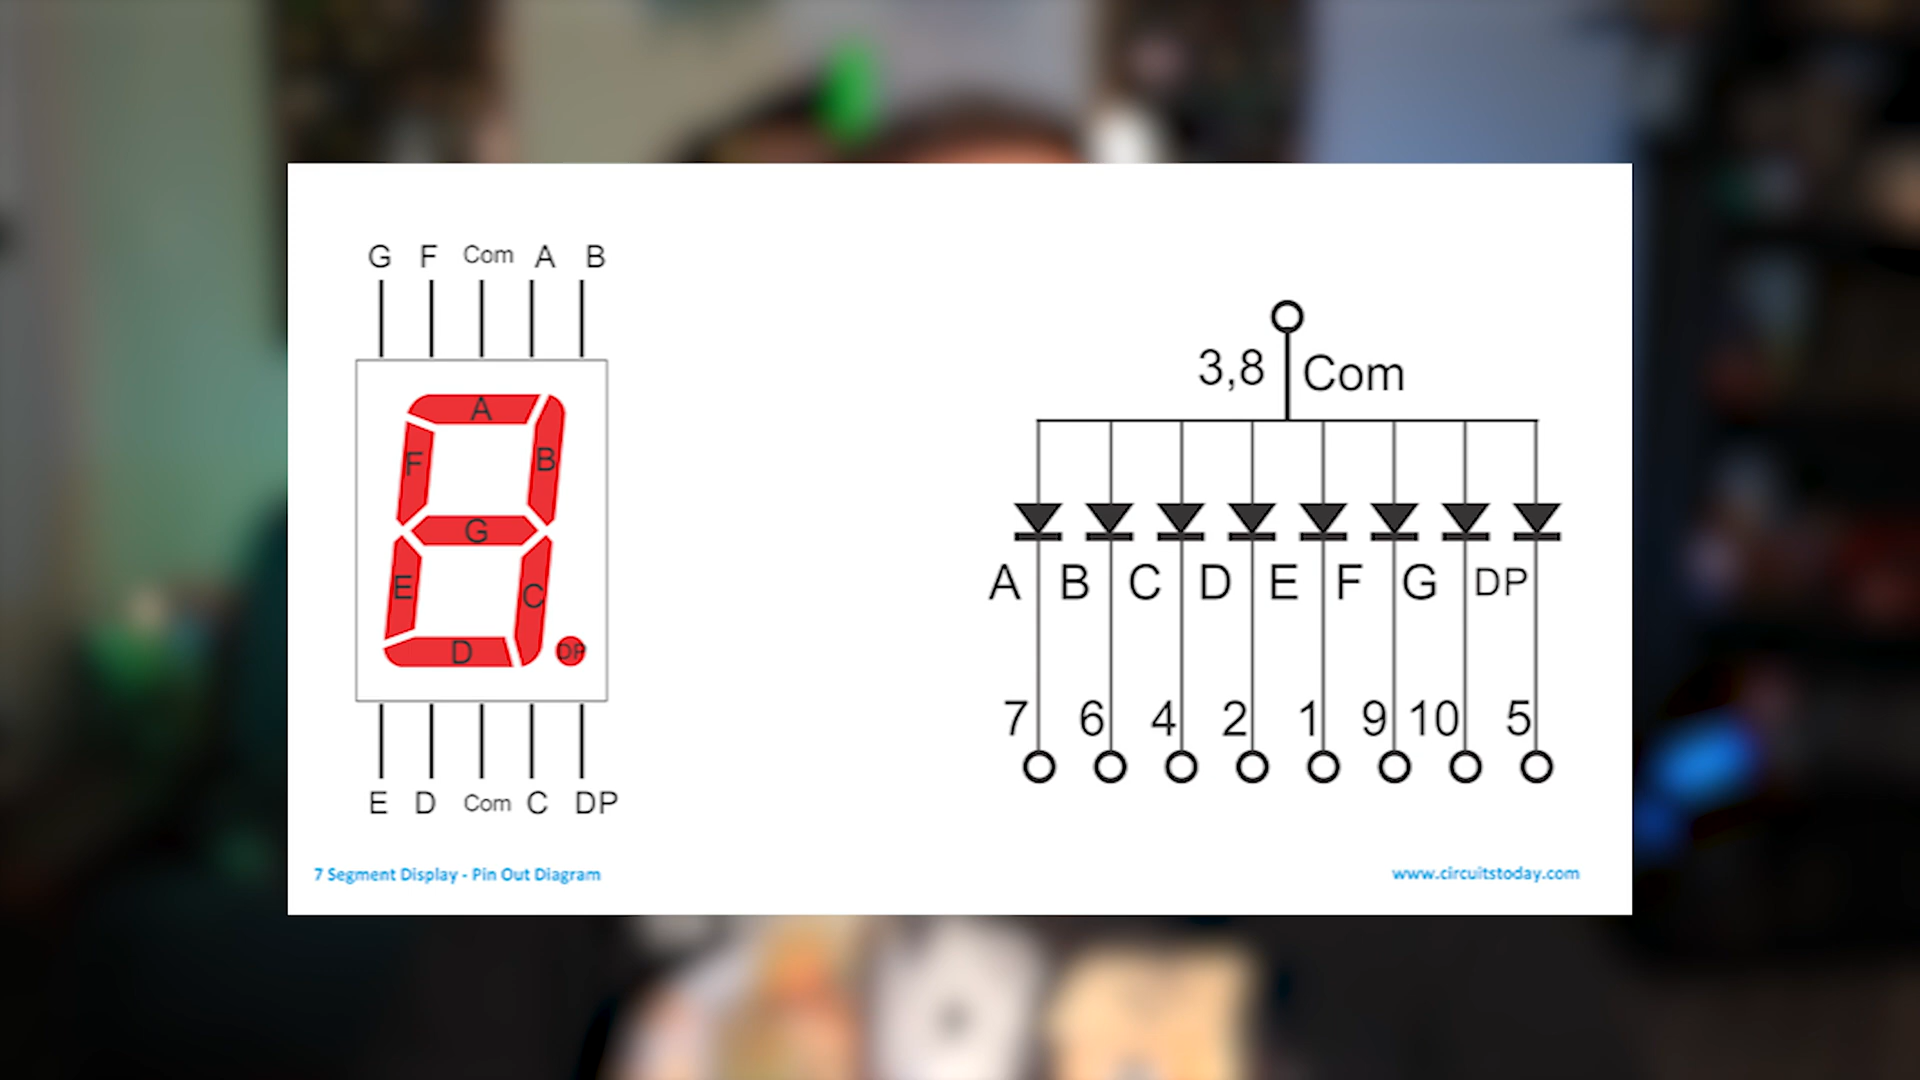 G F Com A B
A
F B
G
E C
D DP
E D Com C DP
3,8 Com
A B C D E F G DP
7 6 4 2 1 9 10 5
7 Segment Display - Pin Out Diagram
www.circuitstoday.com